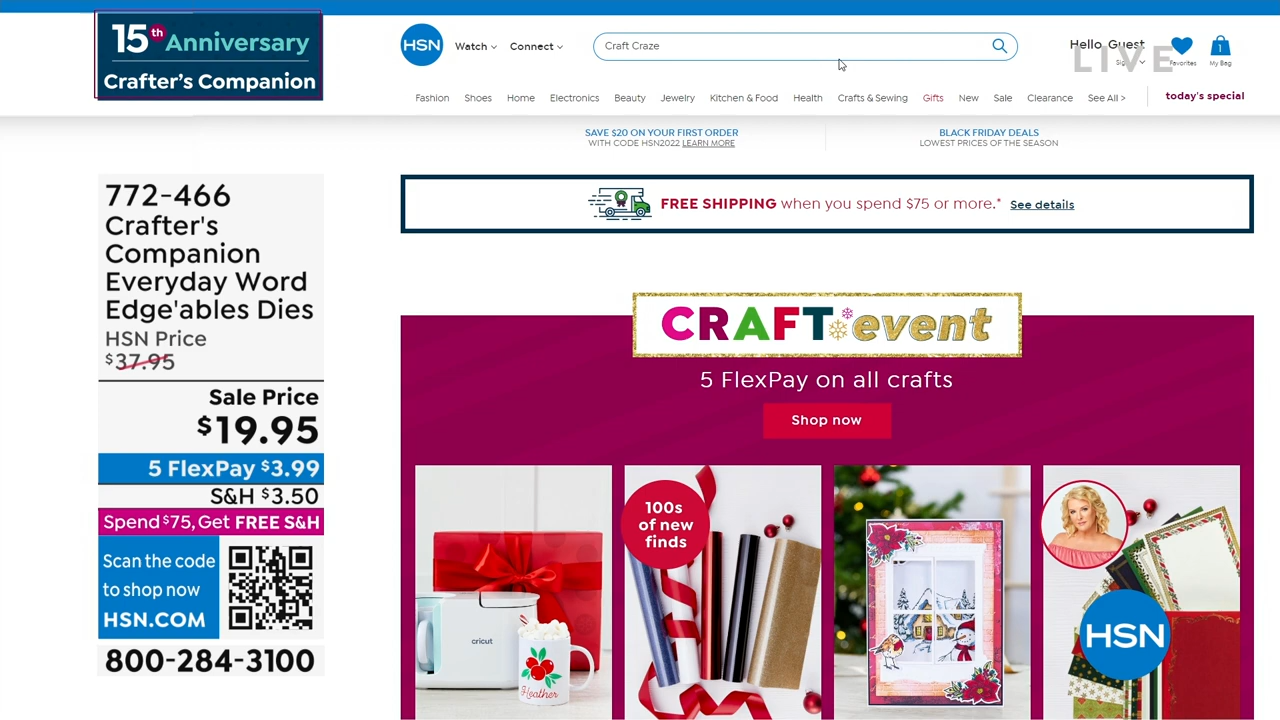 15th Anniversary
Crafter's Companion
772-466
Crafter's
Companion
Everyday Word
Edge'ables Dies
HSN Price
$37.95
Sale Price
$19.95
5 FlexPay $3.99
S&H $3.50
Spend $75, Get FREE S&H
Scan the code
to shop now
HSN.COM
800-284-3100
HSN
Watch
Connect
Craft Craze
Hello, Guest
LIVE
Favorites
1
My Bag
Fashion Shoes Home Electronics Beauty Jewelry Kitchen & Food Health Crafts & Sewing Gifts New Sale Clearance See All >
today's special
SAVE $20 ON YOUR FIRST ORDER
WITH CODE HSN2022 LEARN MORE
BLACK FRIDAY DEALS
LOWEST PRICES OF THE SEASON
FREE SHIPPING when you spend $75 or more.* See details
CRAFT event
5 FlexPay on all crafts
Shop now
cricut
Heather
100s
of new
finds
HSN